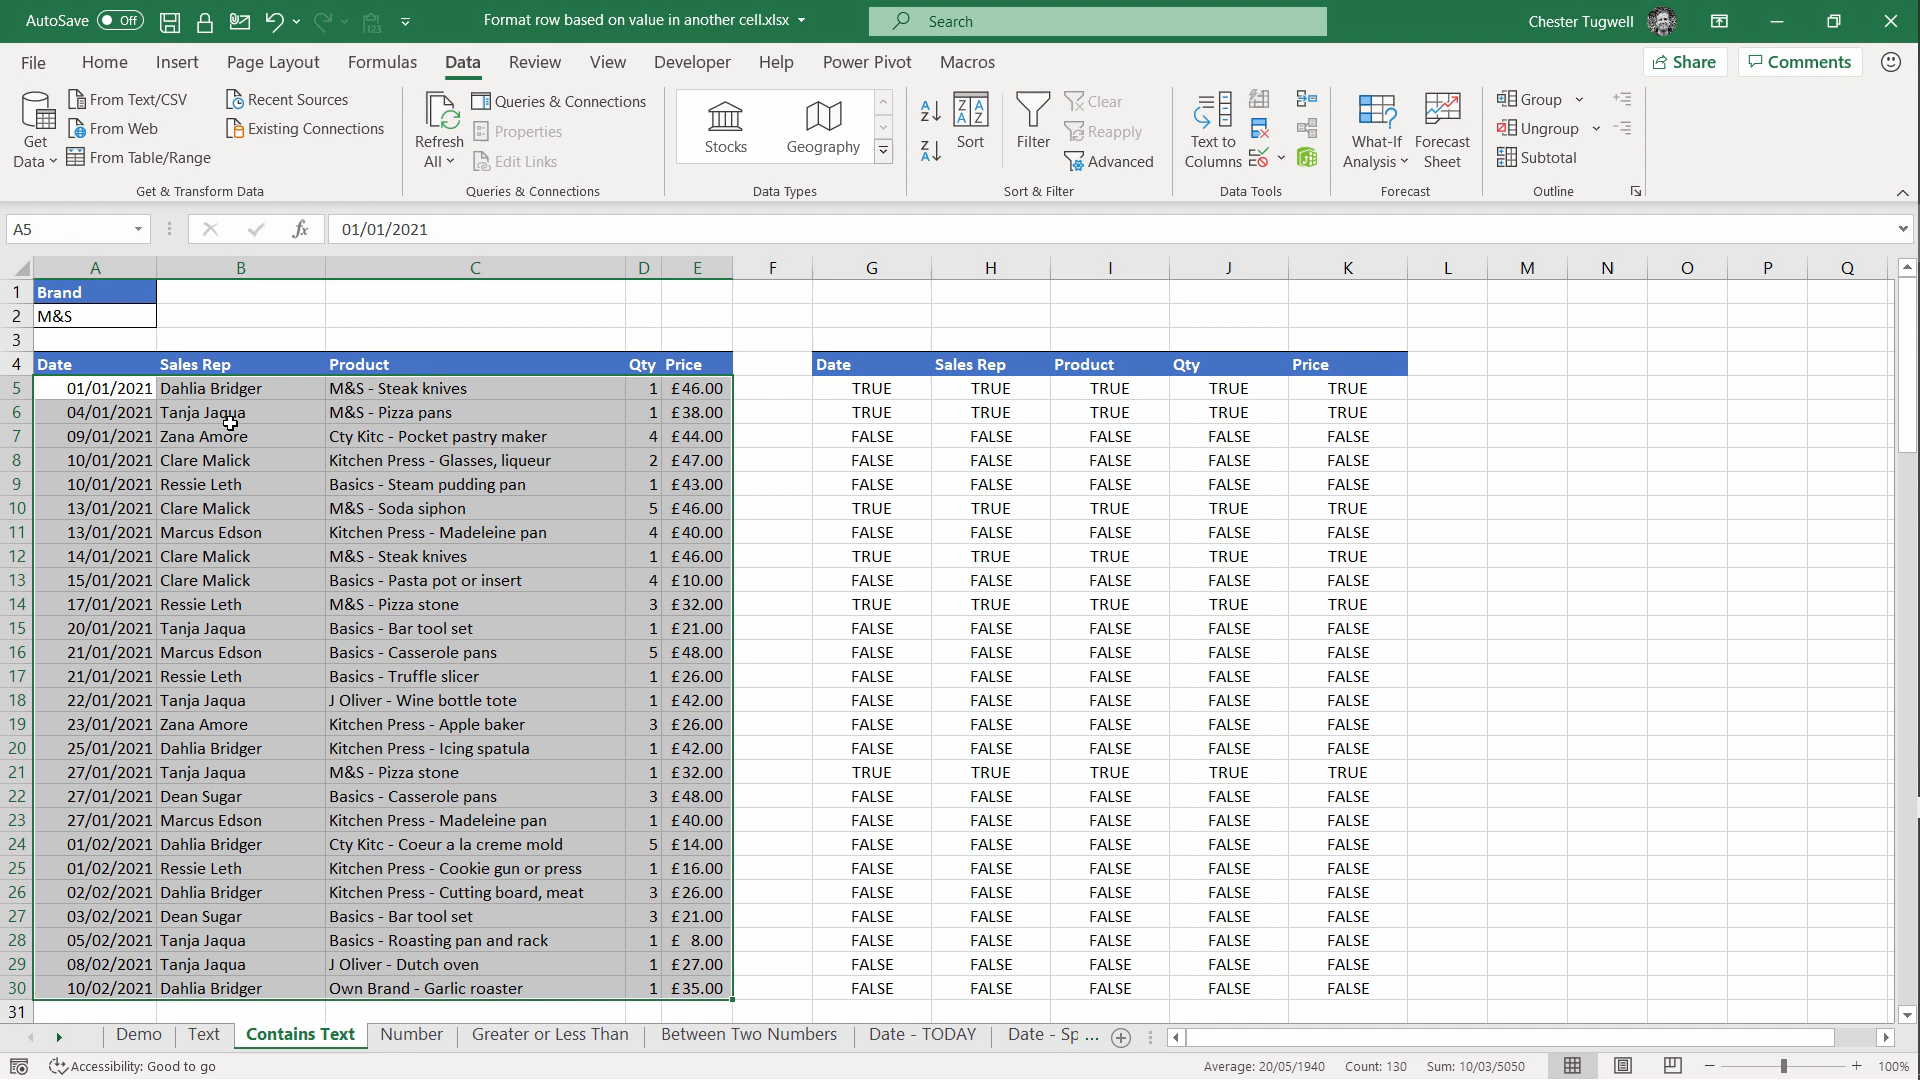 AutoSave Off Format row based on value in another cell.xlsx Search Chester Tugwell
File Home Insert Page Layout Formulas Data Review View Developer Help Power Pivot Macros Share Comments
Get Data
From Text/CSV
From Web
From Table/Range
Recent Sources
Existing Connections
Get & Transform Data
Refresh All
Queries & Connections
Properties
Edit Links
Queries & Connections
Stocks Geography
Data Types
Sort
Filter
Clear
Reapply
Advanced
Sort & Filter
Text to Columns
Data Tools
What-If Analysis
Forecast Sheet
Forecast
Group
Ungroup
Subtotal
Outline
A5 fx 01/01/2021
A B C D E F G H I J K L M N O P Q
1 Brand
2 M&S
3
4 Date Sales Rep Product Qty Price Date Sales Rep Product Qty Price
5 01/01/2021 Dahlia Bridger M&S - Steak knives 1 £46.00 TRUE TRUE TRUE TRUE TRUE
6 04/01/2021 Tanja Jaqua M&S - Pizza pans 1 £38.00 TRUE TRUE TRUE TRUE TRUE
7 09/01/2021 Zana Amore Cty Kitc - Pocket pastry maker 4 £44.00 FALSE FALSE FALSE FALSE FALSE
8 10/01/2021 Clare Malick Kitchen Press - Glasses, liqueur 2 £47.00 FALSE FALSE FALSE FALSE FALSE
9 10/01/2021 Ressie Leth Basics - Steam pudding pan 1 £43.00 FALSE FALSE FALSE FALSE FALSE
10 13/01/2021 Clare Malick M&S - Soda siphon 5 £46.00 TRUE TRUE TRUE TRUE TRUE
11 13/01/2021 Marcus Edson Kitchen Press - Madeleine pan 4 £40.00 FALSE FALSE FALSE FALSE FALSE
12 14/01/2021 Clare Malick M&S - Steak knives 1 £46.00 TRUE TRUE TRUE TRUE TRUE
13 15/01/2021 Clare Malick Basics - Pasta pot or insert 4 £10.00 FALSE FALSE FALSE FALSE FALSE
14 17/01/2021 Ressie Leth M&S - Pizza stone 3 £32.00 TRUE TRUE TRUE TRUE TRUE
15 20/01/2021 Tanja Jaqua Basics - Bar tool set 1 £21.00 FALSE FALSE FALSE FALSE FALSE
16 21/01/2021 Marcus Edson Basics - Casserole pans 5 £48.00 FALSE FALSE FALSE FALSE FALSE
17 21/01/2021 Ressie Leth Basics - Truffle slicer 1 £26.00 FALSE FALSE FALSE FALSE FALSE
18 22/01/2021 Tanja Jaqua J Oliver - Wine bottle tote 1 £42.00 FALSE FALSE FALSE FALSE FALSE
19 23/01/2021 Zana Amore Kitchen Press - Apple baker 3 £26.00 FALSE FALSE FALSE FALSE FALSE
20 25/01/2021 Dahlia Bridger Kitchen Press - Icing spatula 1 £42.00 FALSE FALSE FALSE FALSE FALSE
21 27/01/2021 Tanja Jaqua M&S - Pizza stone 1 £32.00 TRUE TRUE TRUE TRUE TRUE
22 27/01/2021 Dean Sugar Basics - Casserole pans 3 £48.00 FALSE FALSE FALSE FALSE FALSE
23 27/01/2021 Marcus Edson Kitchen Press - Madeleine pan 1 £40.00 FALSE FALSE FALSE FALSE FALSE
24 01/02/2021 Dahlia Bridger Cty Kitc - Coeur a la creme mold 5 £14.00 FALSE FALSE FALSE FALSE FALSE
25 01/02/2021 Ressie Leth Kitchen Press - Cookie gun or press 1 £16.00 FALSE FALSE FALSE FALSE FALSE
26 02/02/2021 Dahlia Bridger Kitchen Press - Cutting board, meat 3 £26.00 FALSE FALSE FALSE FALSE FALSE
27 03/02/2021 Dean Sugar Basics - Bar tool set 3 £21.00 FALSE FALSE FALSE FALSE FALSE
28 05/02/2021 Tanja Jaqua Basics - Roasting pan and rack 1 £ 8.00 FALSE FALSE FALSE FALSE FALSE
29 08/02/2021 Tanja Jaqua J Oliver - Dutch oven 1 £27.00 FALSE FALSE FALSE FALSE FALSE
30 10/02/2021 Dahlia Bridger Own Brand - Garlic roaster 1 £35.00 FALSE FALSE FALSE FALSE FALSE
31
Demo Text Contains Text Number Greater or Less Than Between Two Numbers Date - TODAY Date - Sp ...
Accessibility: Good to go Average: 20/05/1940 Count: 130 Sum: 10/03/5050 100%